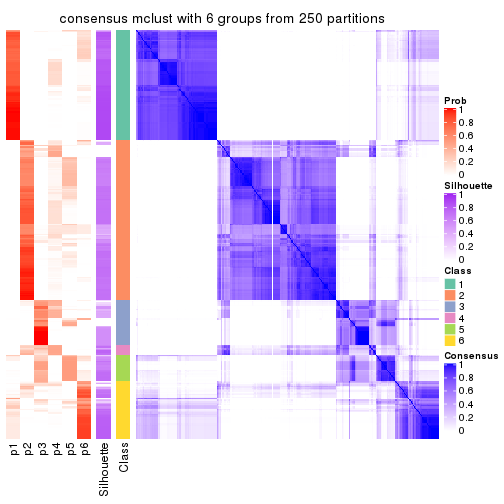 consensus mclust with 6 groups from 250 partitions
Prob
1
0.8
0.6
0.4
0.2
0
Silhouette
1
0.8
0.6
0.4
0.2
0
Class
1
2
3
4
5
6
Consensus
1
0.8
0.6
0.4
0.2
0
p1
p2
p3
p4
p5
p6
Silhouette
Class